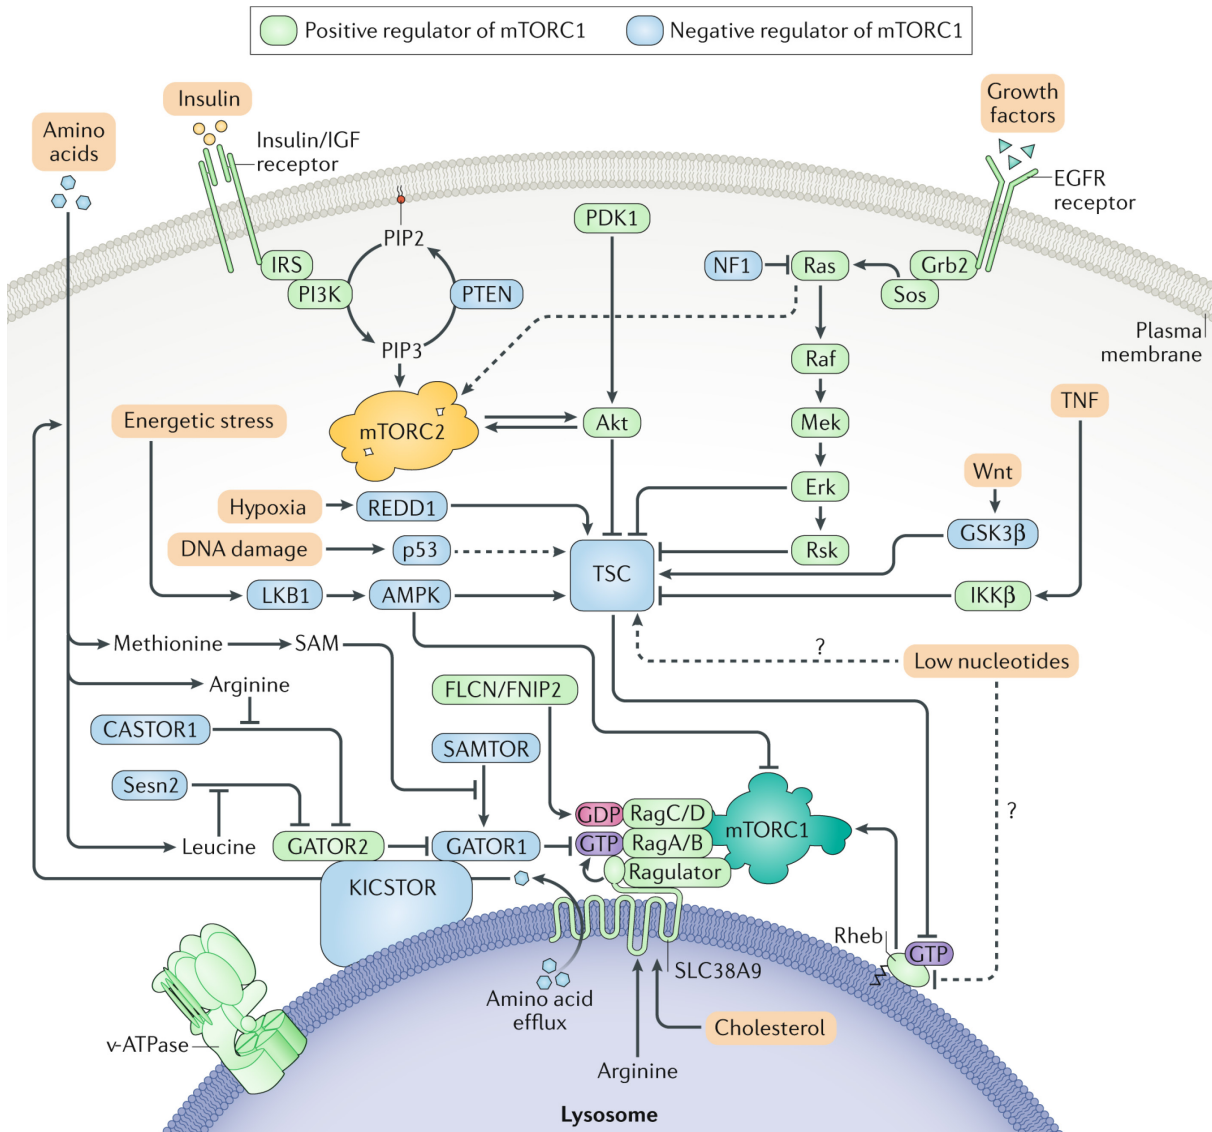 Positive regulator of mTORC1
Negative regulator of mTORC1
Insulin
Growth
factors
Amino
acids
Insulin/IGF
receptor
EGFR
receptor
PDK1
PIP2
IRS
PI3K
PTEN
NF1
Ras
Grb2
Sos
Plasma
membrane
PIP3
Raf
Energetic stress
mTORC2
Akt
Mek
TNF
Hypoxia
REDD1
Erk
Wnt
DNA damage
p53
TSC
Rsk
GSK3β
LKB1
AMPK
IKKβ
Methionine
SAM
?
Low nucleotides
Arginine
FLCN/FNIP2
CASTOR1
SAMTOR
Sesn2
GDP
RagC/D
mTORC1
?
Leucine
GATOR2
GATOR1
GTP
RagA/B
KICSTOR
Ragulator
Rheb
GTP
SLC38A9
Amino acid
efflux
Cholesterol
v-ATPase
Arginine
Lysosome